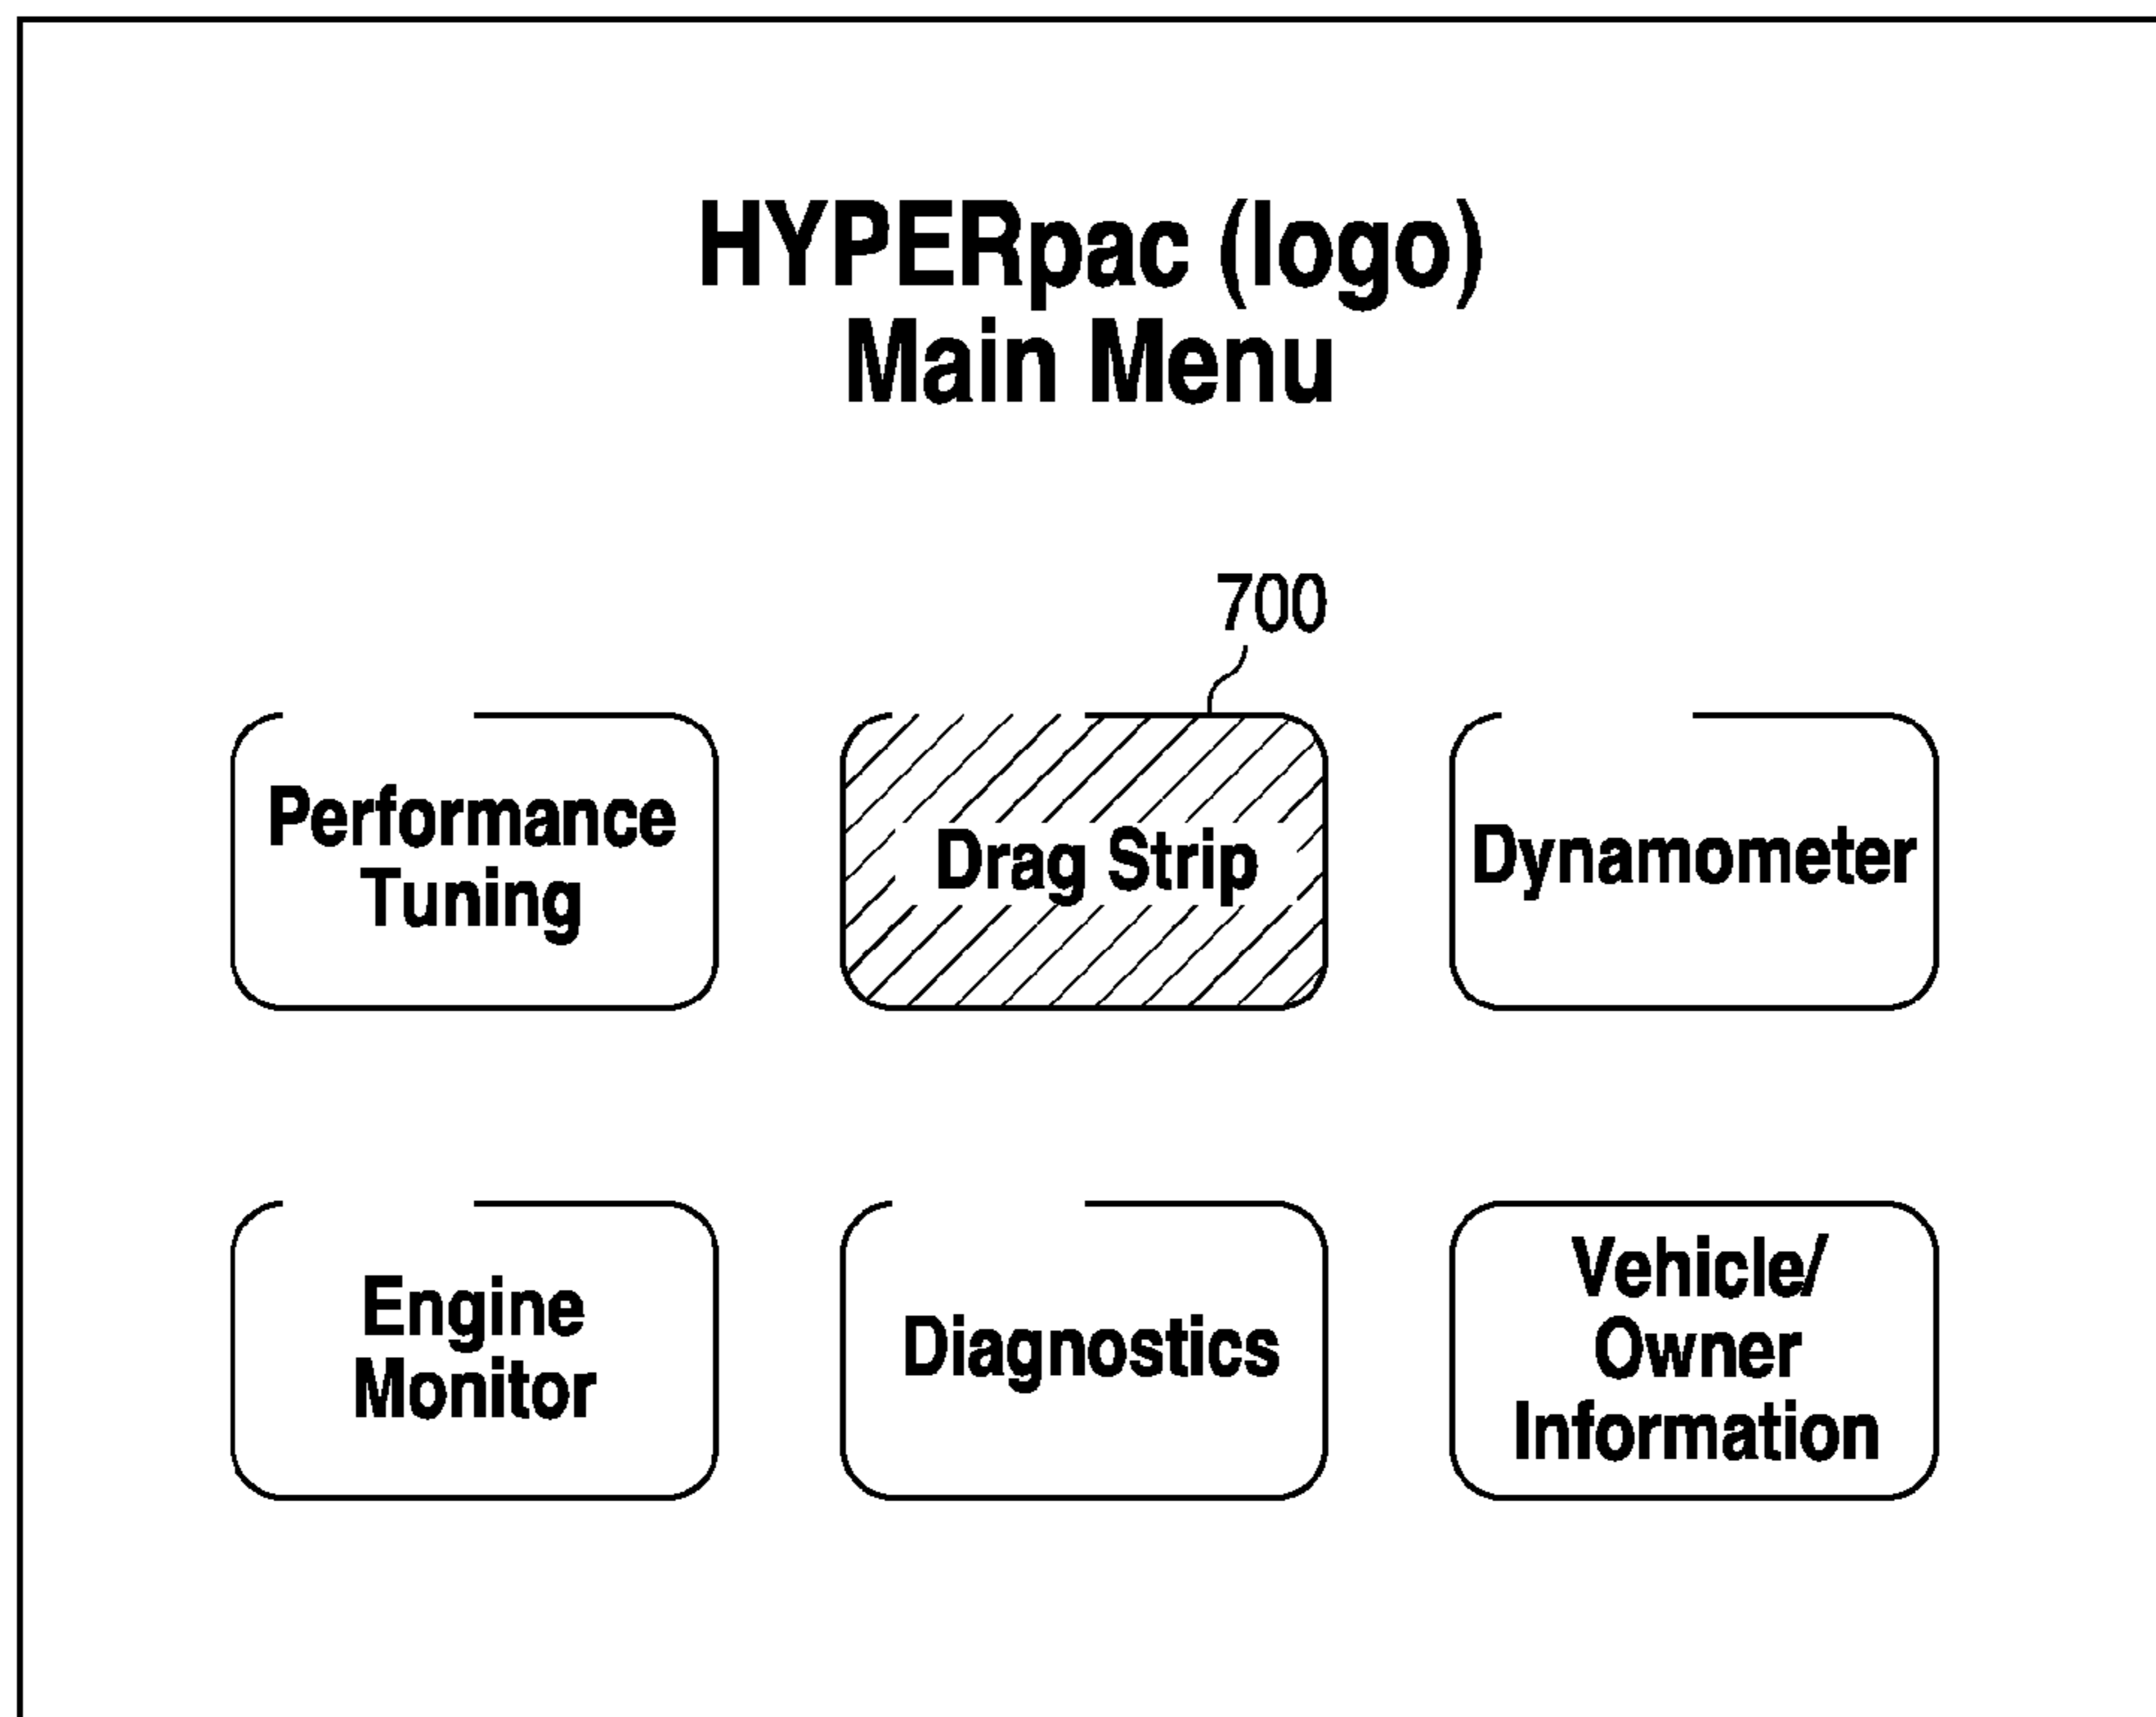 HYPERpac (logo)
Main Menu
700
Performance
Tuning
Drag Strip
Dynamometer
Engine
Monitor
Diagnostics
Vehicle/
Owner
Information